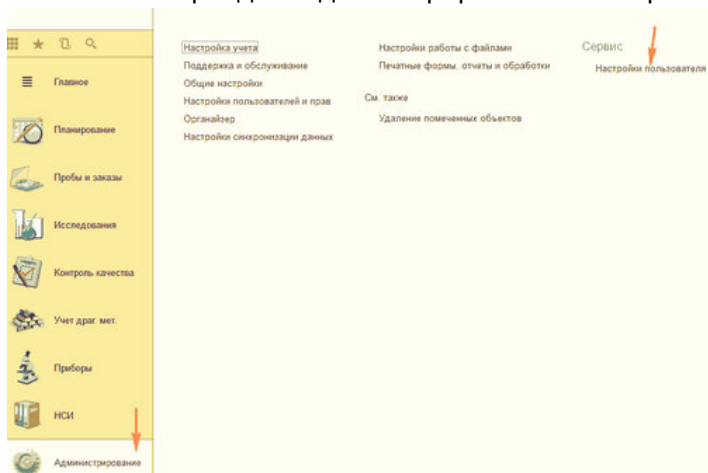 Главное
Планирование
Пробы и заказы
Исследования
Контроль качества
Учет драг. мет.
Приборы
НСИ
Администрирование
Настройка учета
Поддержка и обслуживание
Общие настройки
Настройки пользователей и прав
Органайзер
Настройки синхронизации данных
Настройки работы с файлами
Печатные формы, отчеты и обработки
См. также
Удаление помеченных объектов
Сервис
Настройки пользователя